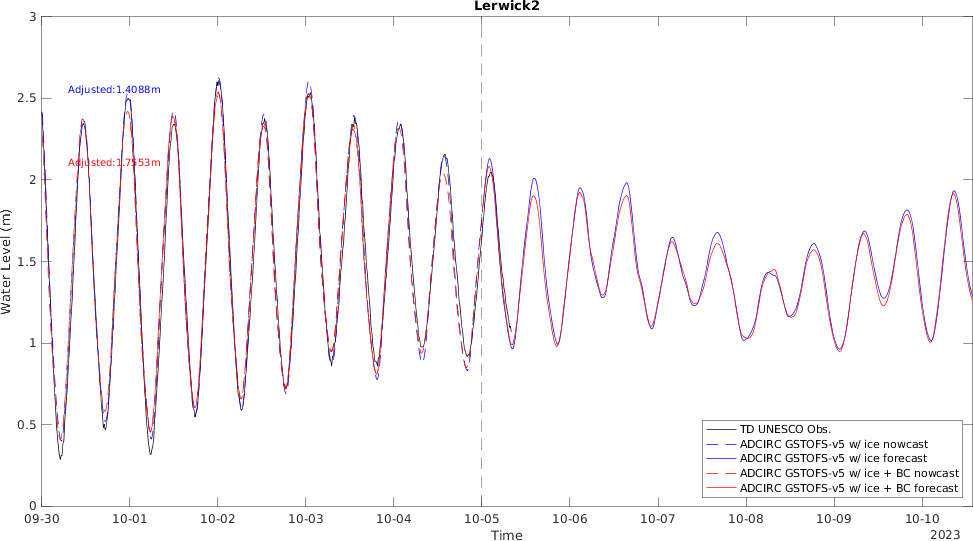 Lerwick2
3
2.5
2
1.5
1
0.5
0
Water Level (m)
Adjusted:1.4088m
Adjusted:1.7553m
TD UNESCO Obs.
ADCIRC GSTOFS-v5 w/ ice nowcast
ADCIRC GSTOFS-v5 w/ ice forecast
ADCIRC GSTOFS-v5 w/ ice + BC nowcast
ADCIRC GSTOFS-v5 w/ ice + BC forecast
09-30 10-01 10-02 10-03 10-04 10-05 10-06 10-07 10-08 10-09 10-10
Time
2023